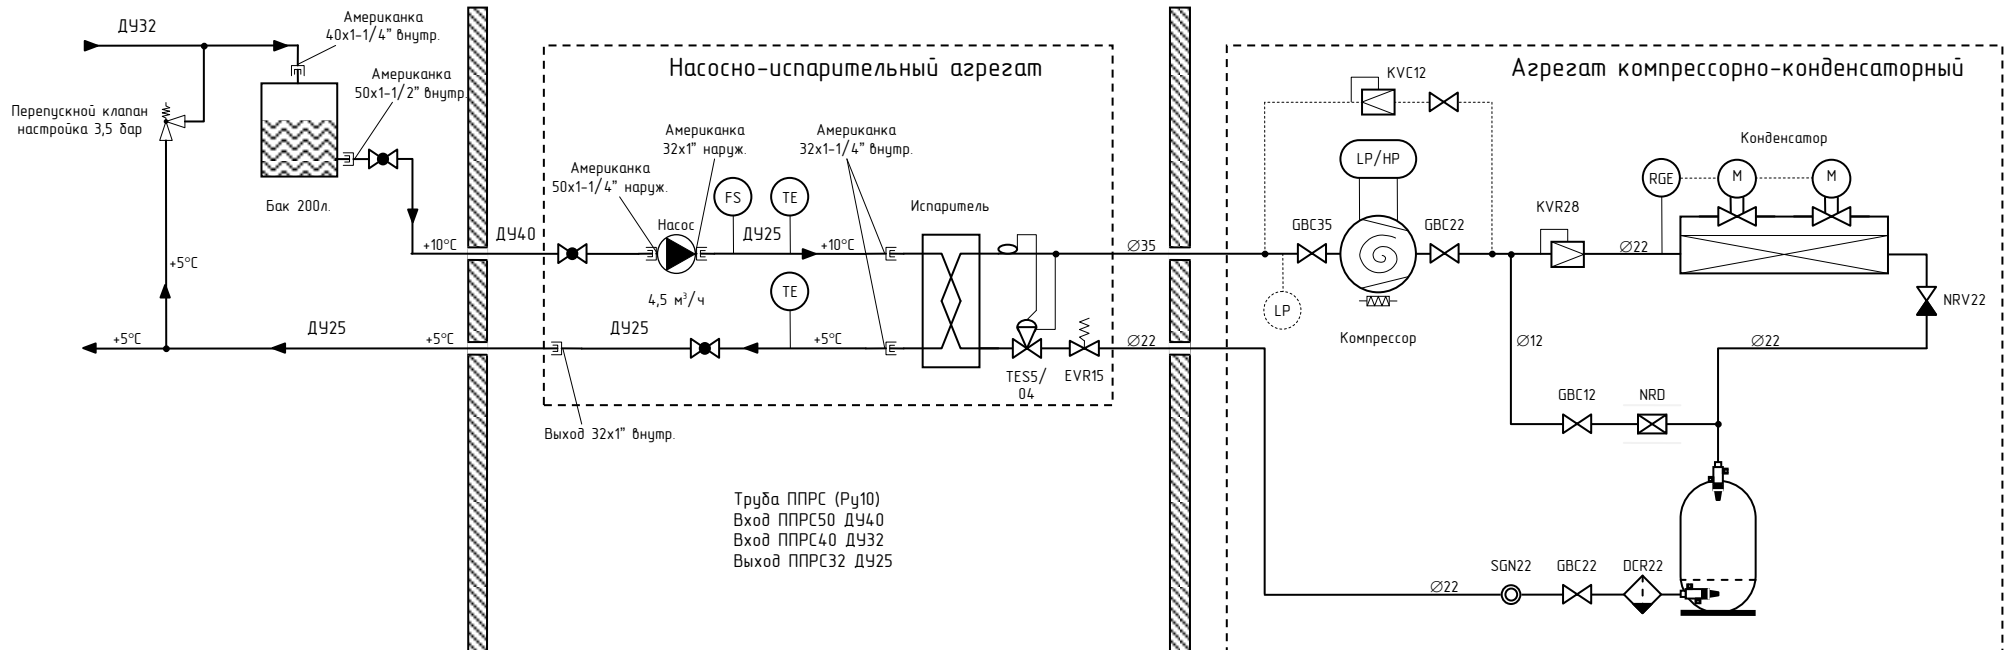 ДУ32
Американка
40х1-1/4" внутр.
Американка
50х1-1/2" внутр.
Перепускной клапан
настройка 3,5 бар
Бак 200л.
+5°С
+10°С
+5°С
ДУ25
+5°С
Насосно-испарительный агрегат
Американка
32х1" наруж.
Американка
32х1-1/4" внутр.
Американка
50х1-1/4" наруж.
FS
TE
Испаритель
ДУ40
Насос
ДУ25
+10°С
4,5 м³/ч
TE
ДУ25
+5°С
TES5/
04
EVR15
Выход 32х1" внутр.
∅35
∅22
Труба ППРС (Ру10)
Вход ППРС50 ДУ40
Вход ППРС40 ДУ32
Выход ППРС32 ДУ25
Агрегат компрессорно-конденсаторный
KVC12
LP/HP
Конденсатор
RGE
M
M
GBC35
GBC22
KVR28
∅22
LP
Компрессор
NRV22
∅12
∅22
GBC12
NRD
SGN22
GBC22
DCR22
∅22